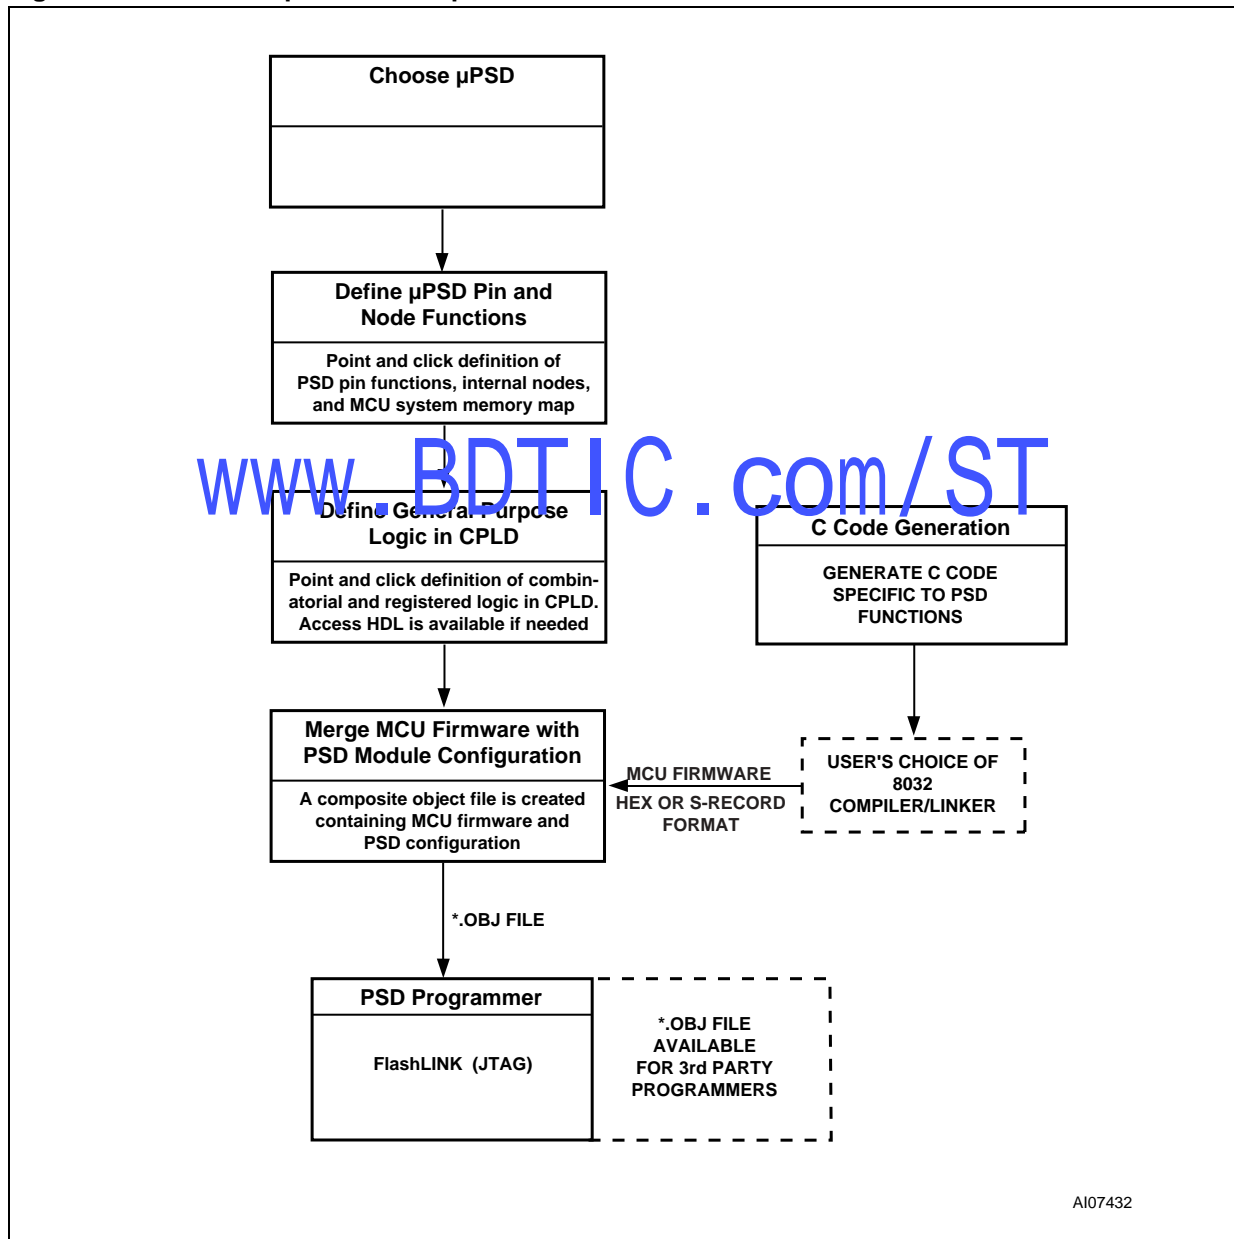 Choose µPSD
Define µPSD Pin and
Node Functions
Point and click definition of
PSD pin functions, internal nodes,
and MCU system memory map
www.BDTIC.com/ST
Define General Purpose
Logic in CPLD
Point and click definition of combin-
atorial and registered logic in CPLD.
Access HDL is available if needed
C Code Generation
GENERATE C CODE
SPECIFIC TO PSD
FUNCTIONS
Merge MCU Firmware with
PSD Module Configuration
A composite object file is created
containing MCU firmware and
PSD configuration
MCU FIRMWARE
HEX OR S-RECORD
FORMAT
USER'S CHOICE OF
8032
COMPILER/LINKER
*.OBJ FILE
PSD Programmer
FlashLINK (JTAG)
*.OBJ FILE
AVAILABLE
FOR 3rd PARTY
PROGRAMMERS
AI07432